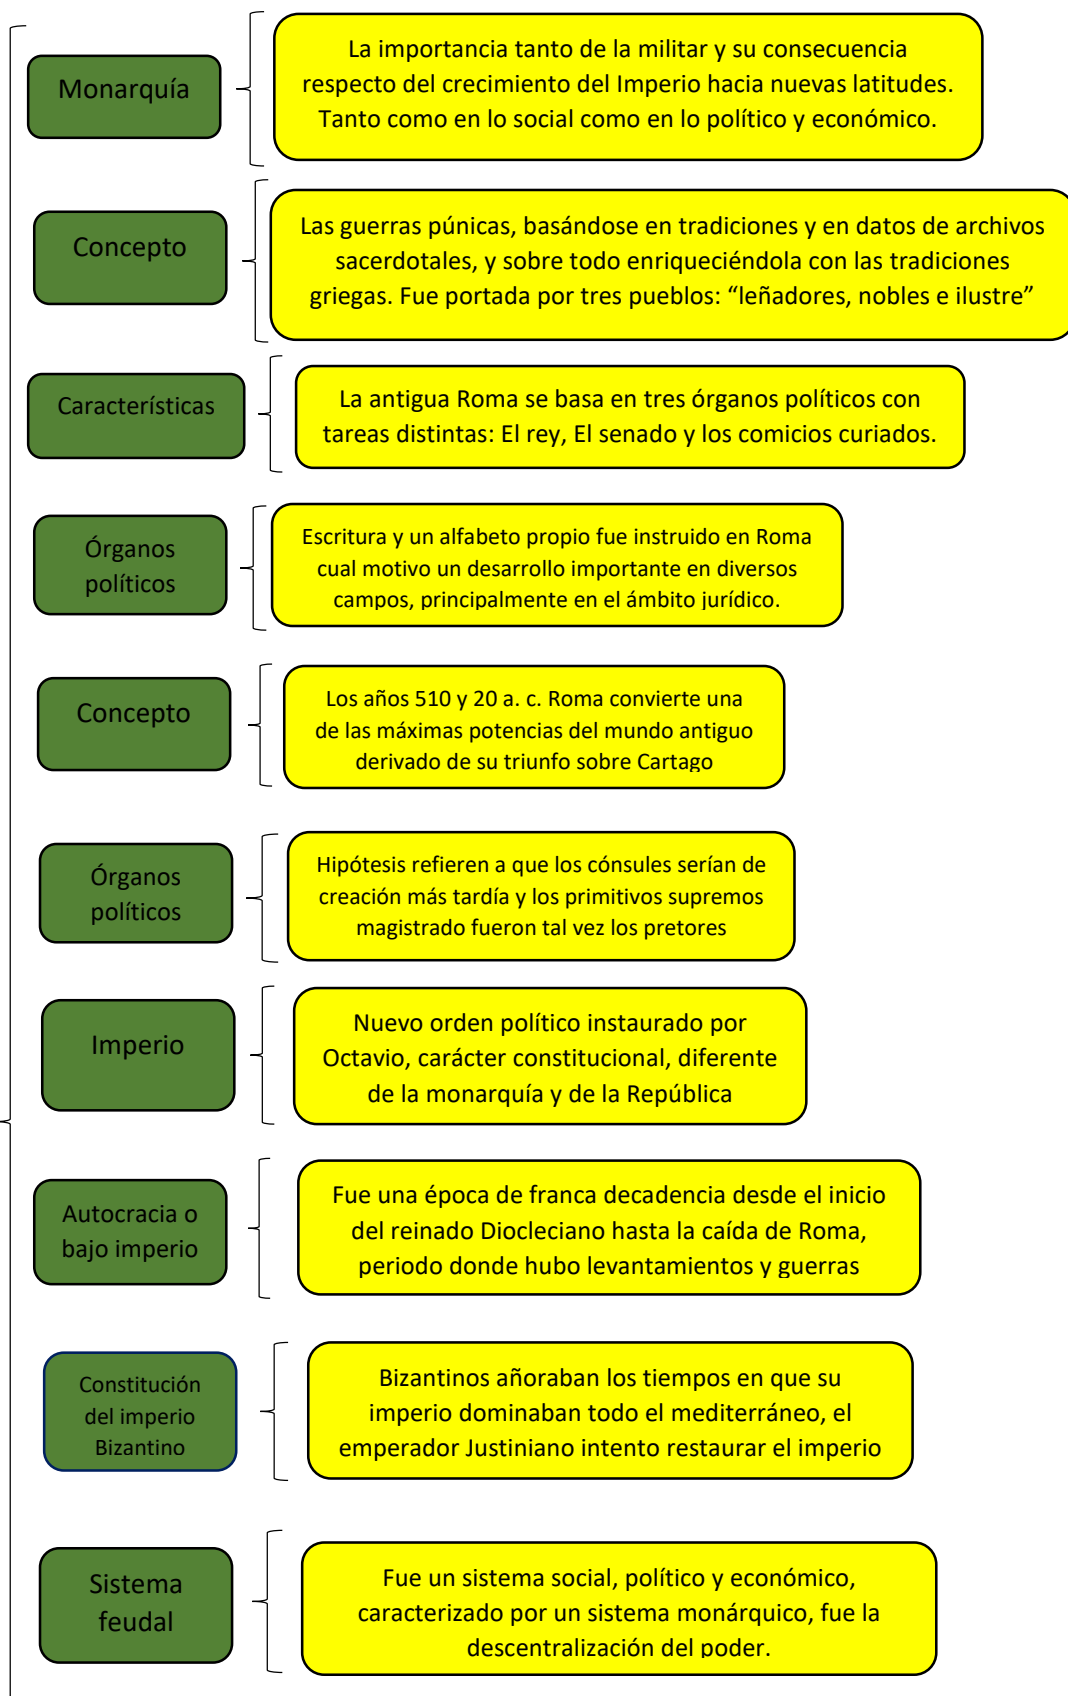 Monarquía
La importancia tanto de la militar y su consecuencia
respecto del crecimiento del Imperio hacia nuevas latitudes.
Tanto como en lo social como en lo político y económico.
Concepto
Las guerras púnicas, basándose en tradiciones y en datos de archivos
sacerdotales, y sobre todo enriqueciéndola con las tradiciones
griegas. Fue portada por tres pueblos: “leñadores, nobles e ilustre”
Características
La antigua Roma se basa en tres órganos políticos con
tareas distintas: El rey, El senado y los comicios curiados.
Órganos
políticos
Escritura y un alfabeto propio fue instruido en Roma
cual motivo un desarrollo importante en diversos
campos, principalmente en el ámbito jurídico.
Concepto
Los años 510 y 20 a. c. Roma convierte una
de las máximas potencias del mundo antiguo
derivado de su triunfo sobre Cartago
Órganos
políticos
Hipótesis refieren a que los cónsules serían de
creación más tardía y los primitivos supremos
magistrado fueron tal vez los pretores
Imperio
Nuevo orden político instaurado por
Octavio, carácter constitucional, diferente
de la monarquía y de la República
Autocracia o
bajo imperio
Fue una época de franca decadencia desde el inicio
del reinado Diocleciano hasta la caída de Roma,
periodo donde hubo levantamientos y guerras
Constitución
del imperio
Bizantino
Bizantinos añoraban los tiempos en que su
imperio dominaban todo el mediterráneo, el
emperador Justiniano intento restaurar el imperio
Sistema
feudal
Fue un sistema social, político y económico,
caracterizado por un sistema monárquico, fue la
descentralización del poder.